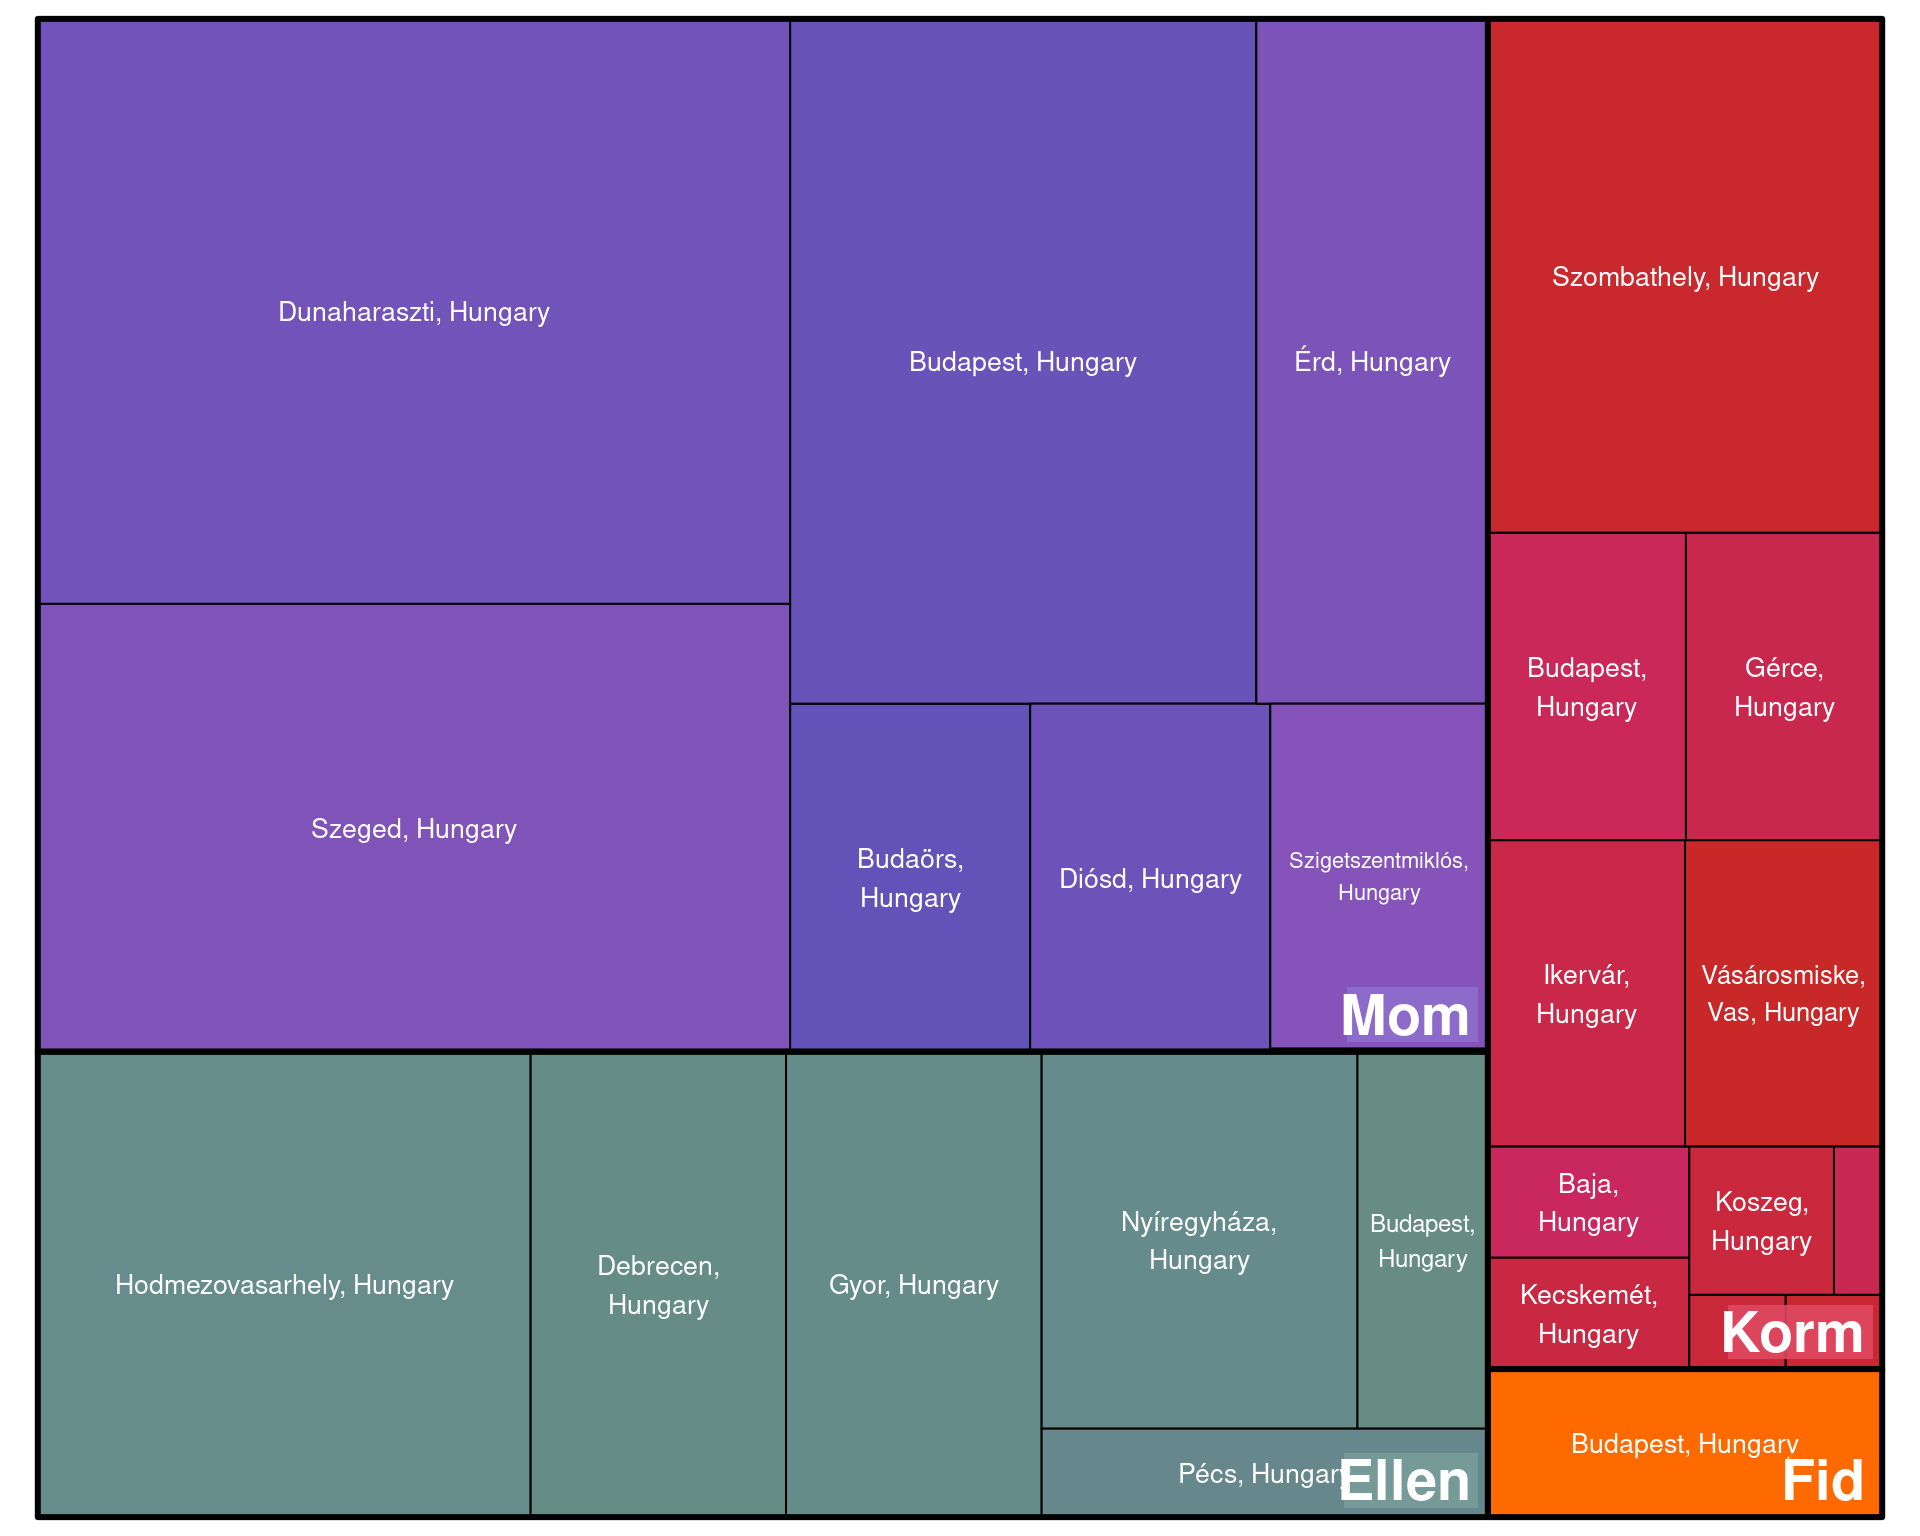 Dunaharaszti, Hungary
Szeged, Hungary
Budapest, Hungary
Érd, Hungary
Budaörs,
Hungary
Diósd, Hungary
Szigetszentmiklós,
Hungary
Mom
Hodmezovasarhely, Hungary
Debrecen,
Hungary
Gyor, Hungary
Nyíregyháza,
Hungary
Budapest,
Hungary
Pécs, Hungary
Ellen
Szombathely, Hungary
Budapest,
Hungary
Gérce,
Hungary
Ikervár,
Hungary
Vásárosmiske,
Vas, Hungary
Baja,
Hungary
Koszeg,
Hungary
Kecskemét,
Hungary
Korm
Budapest, Hungary
Fid